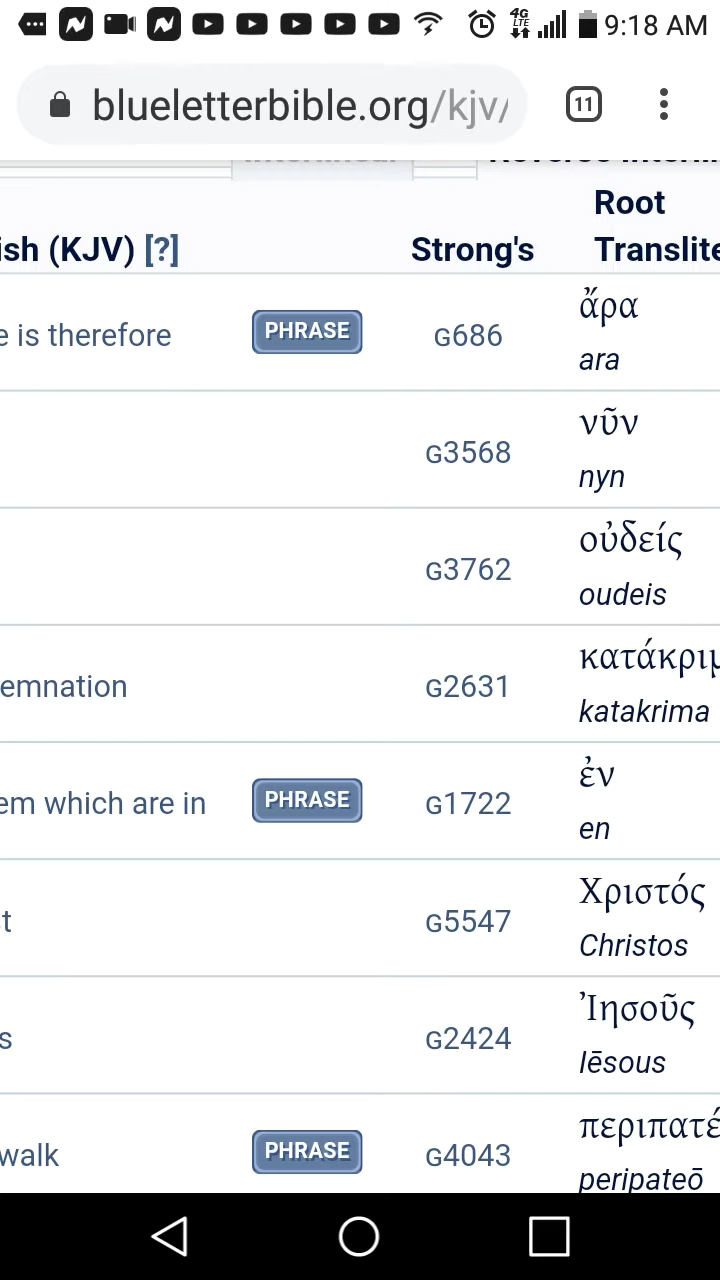 9:18 AM
4G LTE
blueletterbible.org/kjv/
11
Root
ish (KJV) [?] Strong's Translite
e is therefore PHRASE G686 ἄρα
ara
G3568 νῦν
nyn
G3762 οὐδείς
oudeis
emnation G2631 κατάκριμ
katakrima
em which are in PHRASE G1722 ἐν
en
t G5547 Χριστός
Christos
s G2424 Ἰησοῦς
Iēsous
walk PHRASE G4043 περιπατέ
peripateō